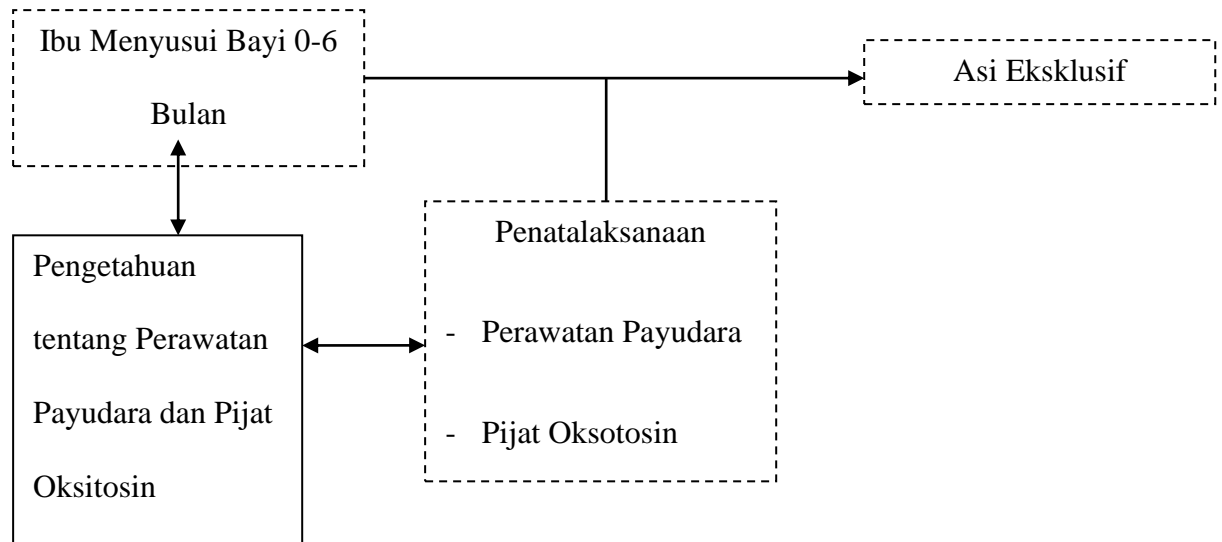 Ibu Menyusui Bayi 0-6
Bulan
Asi Eksklusif
Pengetahuan
tentang Perawatan
Payudara dan Pijat
Oksitosin
Penatalaksanaan
- Perawatan Payudara
- Pijat Oksotosin